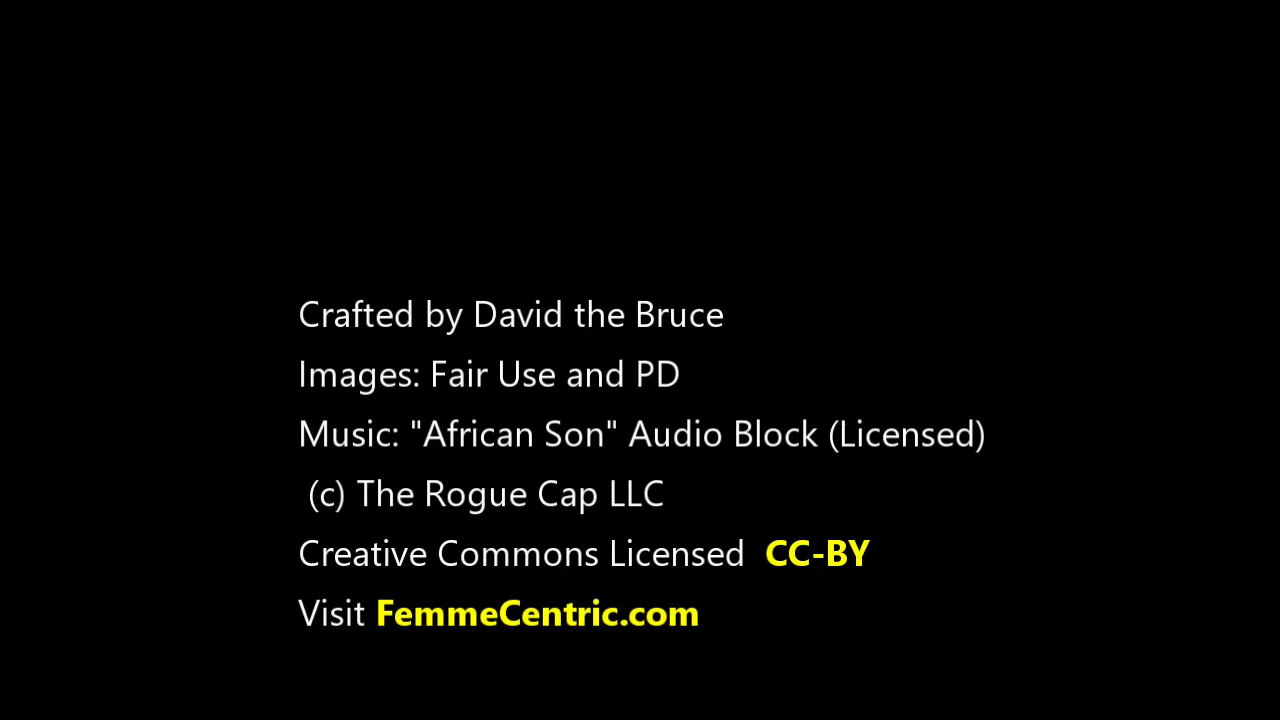 Crafted by David the Bruce
Images: Fair Use and PD
Music: "African Son" Audio Block (Licensed)
(c) The Rogue Cap LLC
Creative Commons Licensed CC-BY
Visit FemmeCentric.com